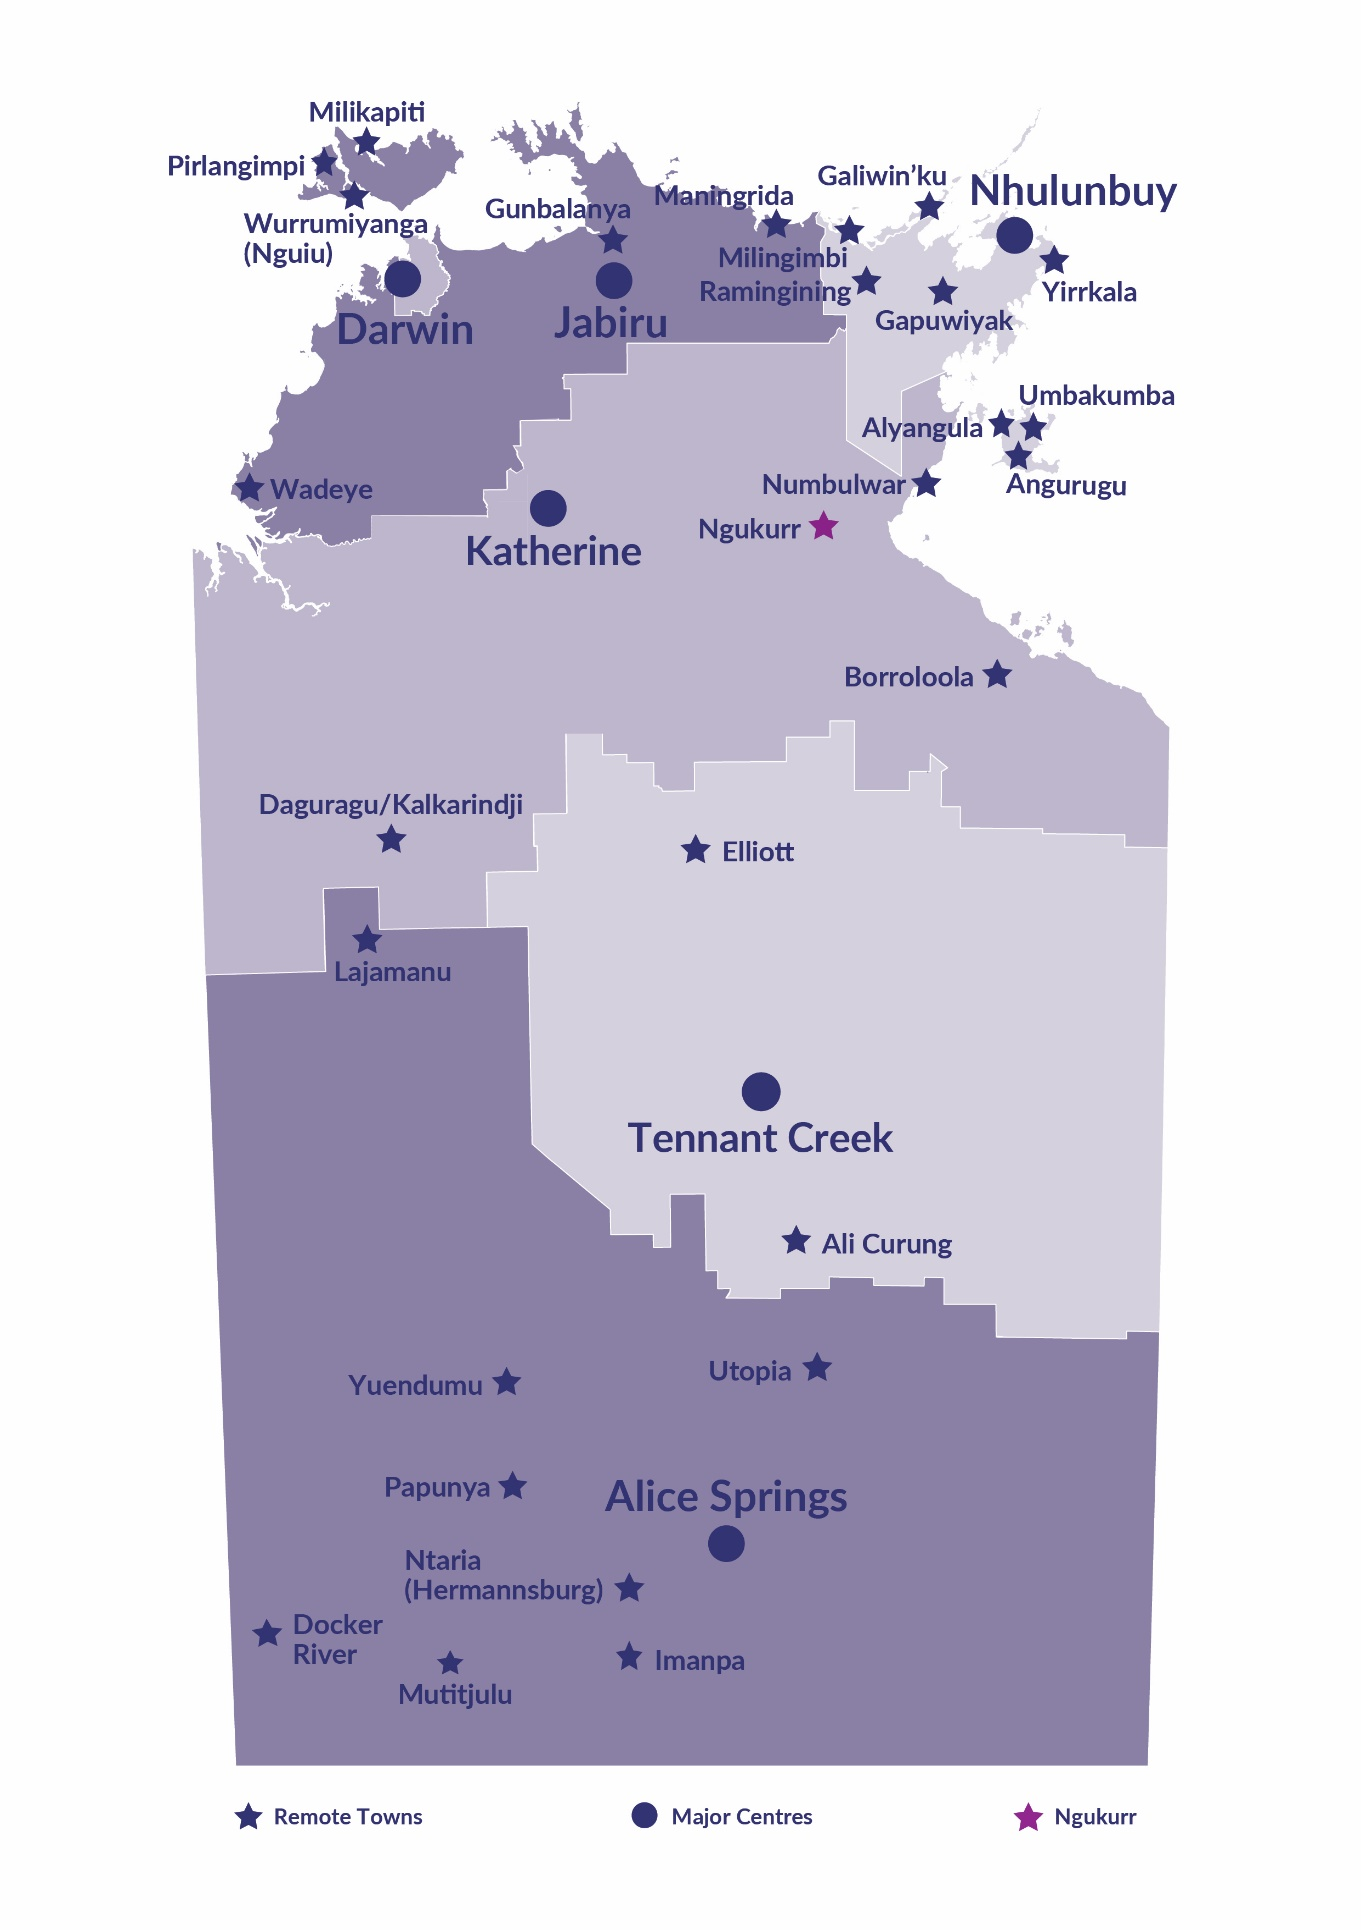 Milikapiti
Pirlangimpi
Wurrumiyanga
(Nguiu)
Gunbalanya
Maningrida
Galiwin’ku
Nhulunbuy
Milingimbi
Ramingining
Yirrkala
Gapuwiyak
Darwin
Jabiru
Umbakumba
Alyangula
Angurugu
Numbulwar
Wadeye
Ngukurr
Katherine
Borroloola
Daguragu/Kalkarindji
Elliott
Lajamanu
Tennant Creek
Ali Curung
Utopia
Yuendumu
Papunya
Alice Springs
Ntaria
(Hermannsburg)
Docker
River
Imanpa
Mutitjulu
Remote Towns
Major Centres
Ngukurr